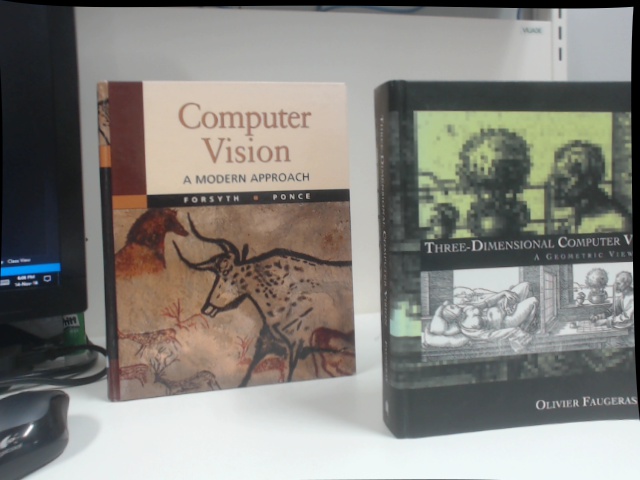 Computer
Vision
A MODERN APPROACH
FORSYTH PONCE
THREE-DIMENSIONAL COMPUTER V
A GEOMETRIC VIEW
OLIVIER FAUGERAS